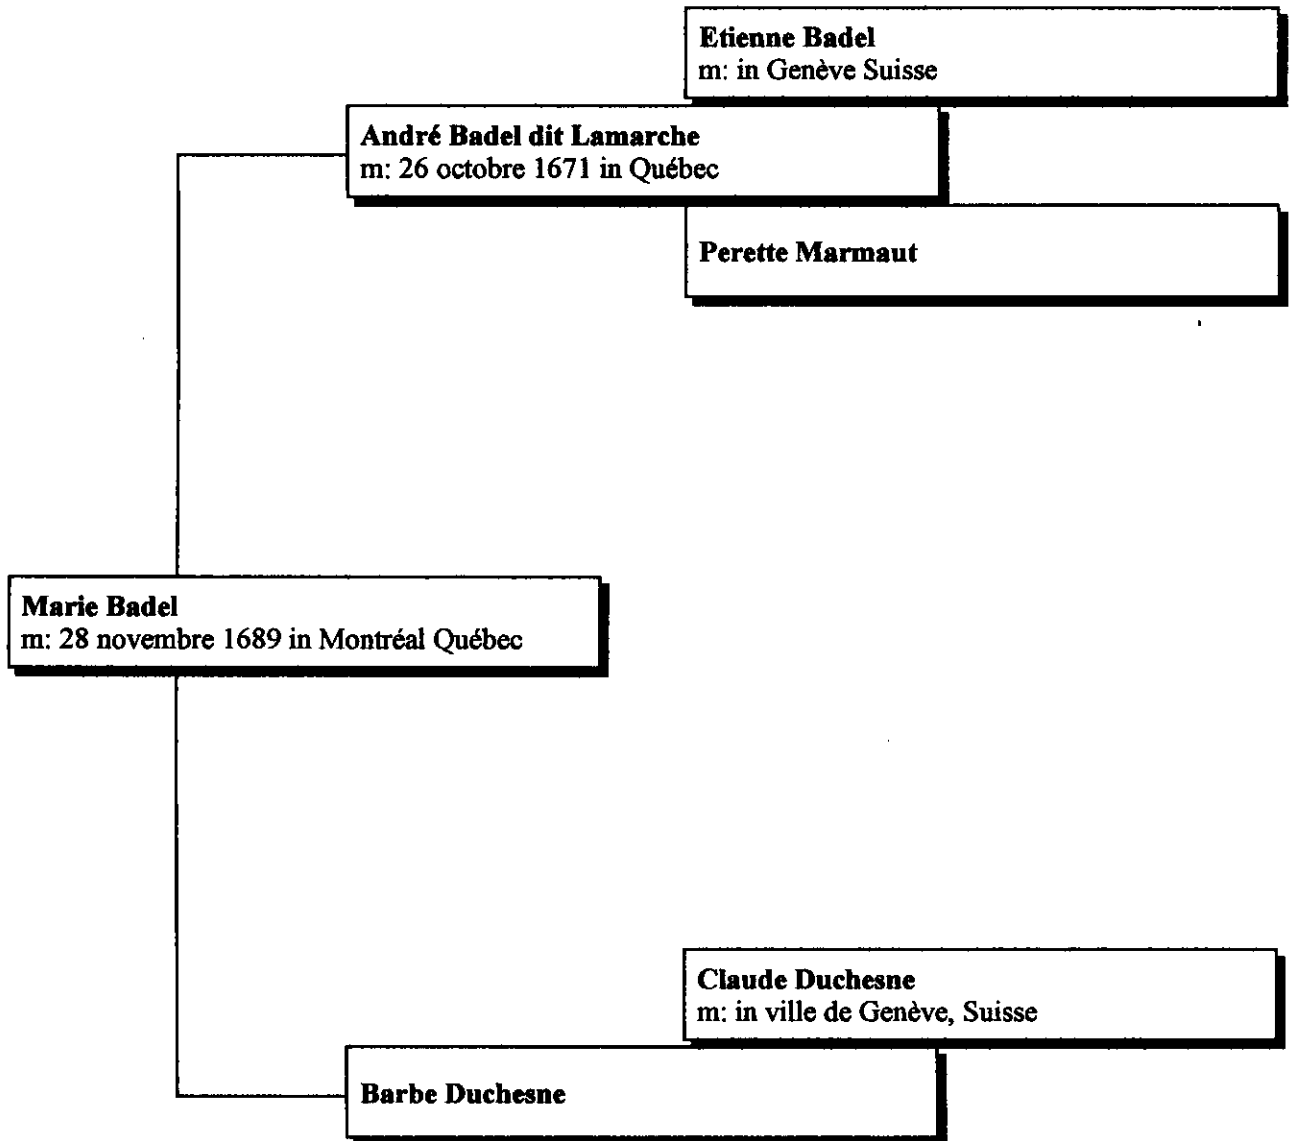 Etienne Badel
m: in Genève Suisse
André Badel dit Lamarche
m: 26 octobre 1671 in Québec
Perette Marmaut
Marie Badel
m: 28 novembre 1689 in Montréal Québec
Claude Duchesne
m: in ville de Genève, Suisse
Barbe Duchesne